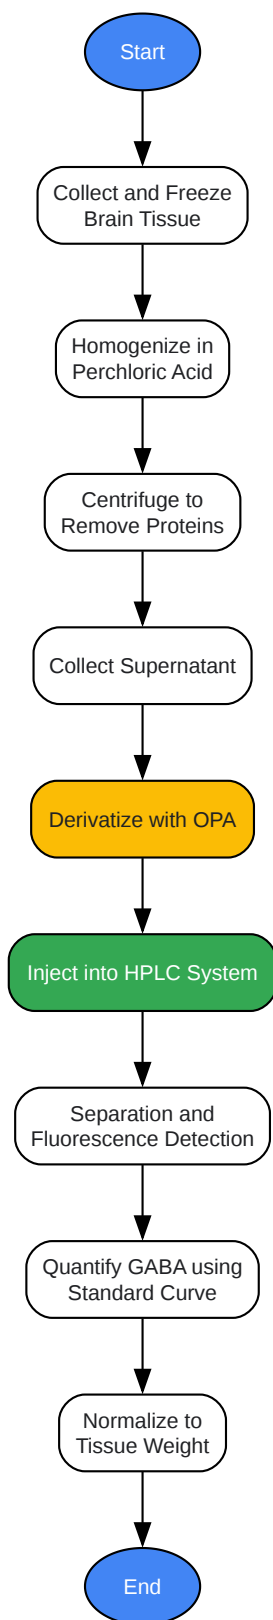 Start
Collect and Freeze
Brain Tissue
Homogenize in
Perchloric Acid
Centrifuge to
Remove Proteins
Collect Supernatant
Derivatize with OPA
Inject into HPLC System
Separation and
Fluorescence Detection
Quantify GABA using
Standard Curve
Normalize to
Tissue Weight
End